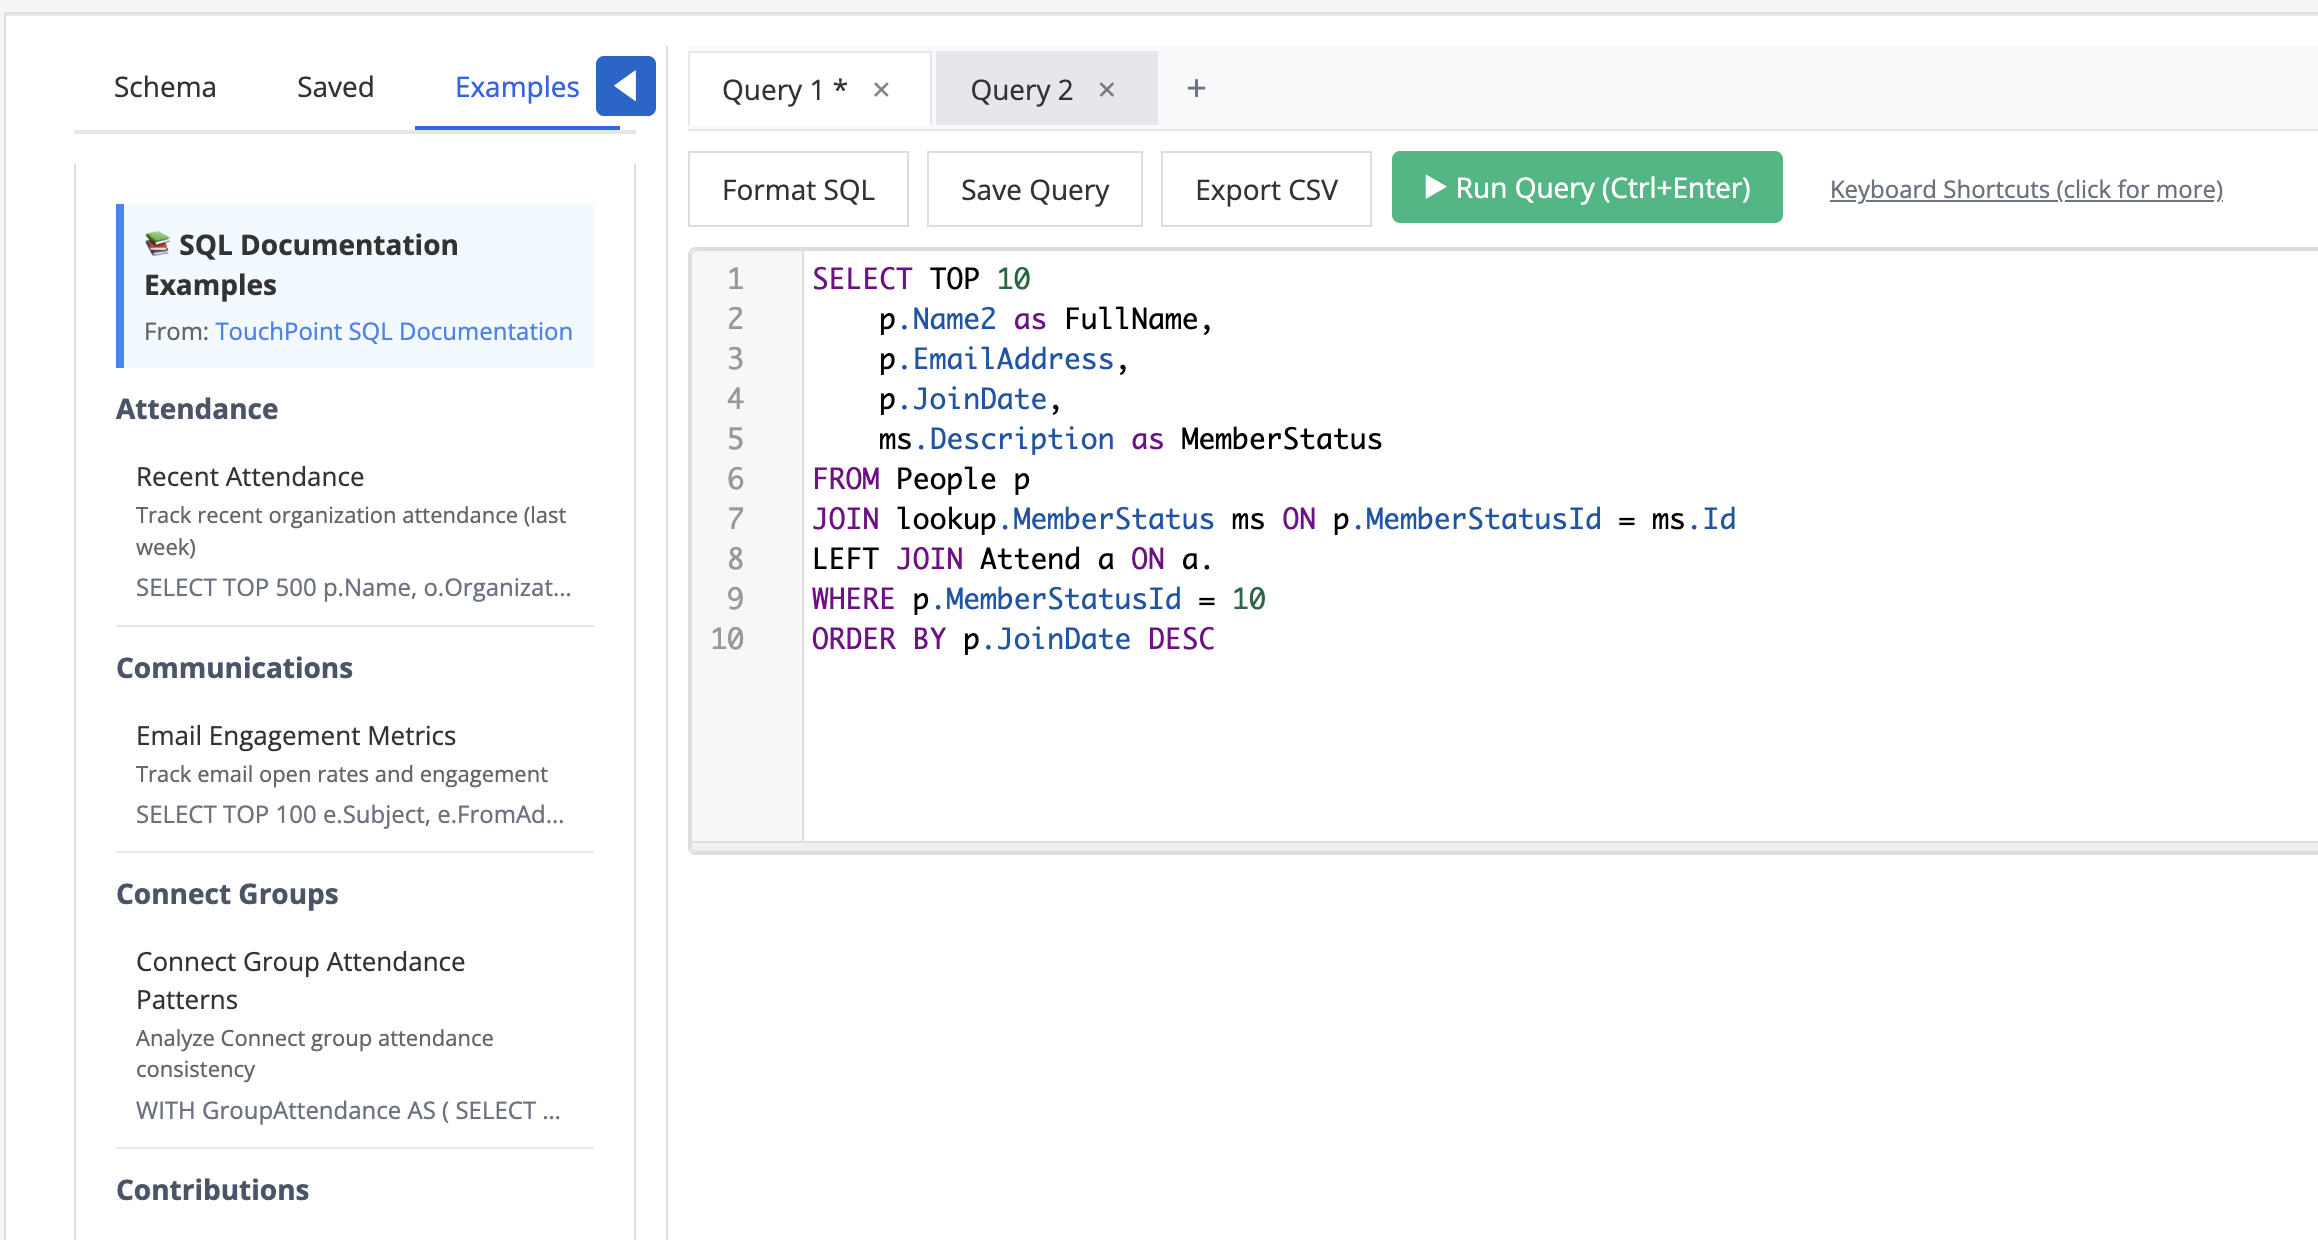 Schema Saved Examples
📚 SQL Documentation
Examples
From: TouchPoint SQL Documentation
Attendance
Recent Attendance
Track recent organization attendance (last
week)
SELECT TOP 500 p.Name, o.Organizat...
Communications
Email Engagement Metrics
Track email open rates and engagement
SELECT TOP 100 e.Subject, e.FromAd...
Connect Groups
Connect Group Attendance
Patterns
Analyze Connect group attendance
consistency
WITH GroupAttendance AS ( SELECT ...
Contributions
Query 1 * × Query 2 × +
Format SQL Save Query Export CSV ▶ Run Query (Ctrl+Enter) Keyboard Shortcuts (click for more)
1 SELECT TOP 10
2     p.Name2 as FullName,
3     p.EmailAddress,
4     p.JoinDate,
5     ms.Description as MemberStatus
6 FROM People p
7 JOIN lookup.MemberStatus ms ON p.MemberStatusId = ms.Id
8 LEFT JOIN Attend a ON a.
9 WHERE p.MemberStatusId = 10
10 ORDER BY p.JoinDate DESC